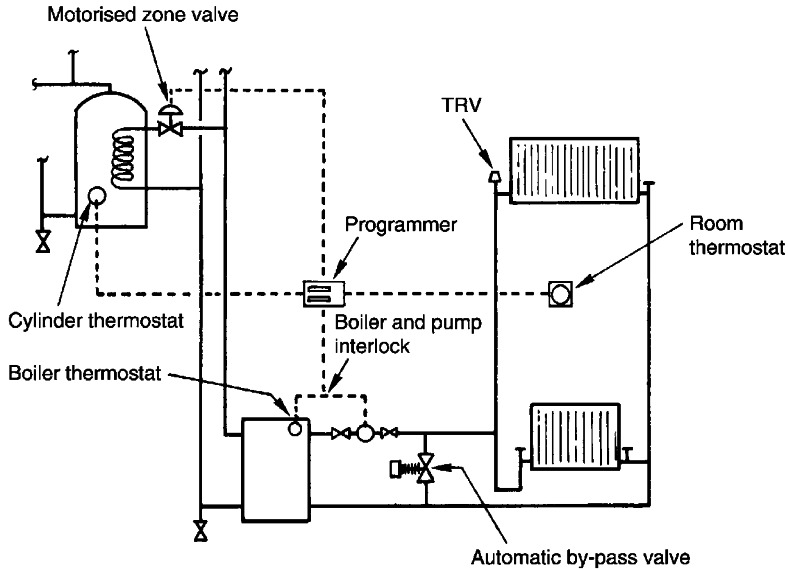 Motorised zone valve
TRV
Programmer
Room
thermostat
Cylinder thermostat
Boiler and pump
interlock
Boiler thermostat
Automatic by-pass valve